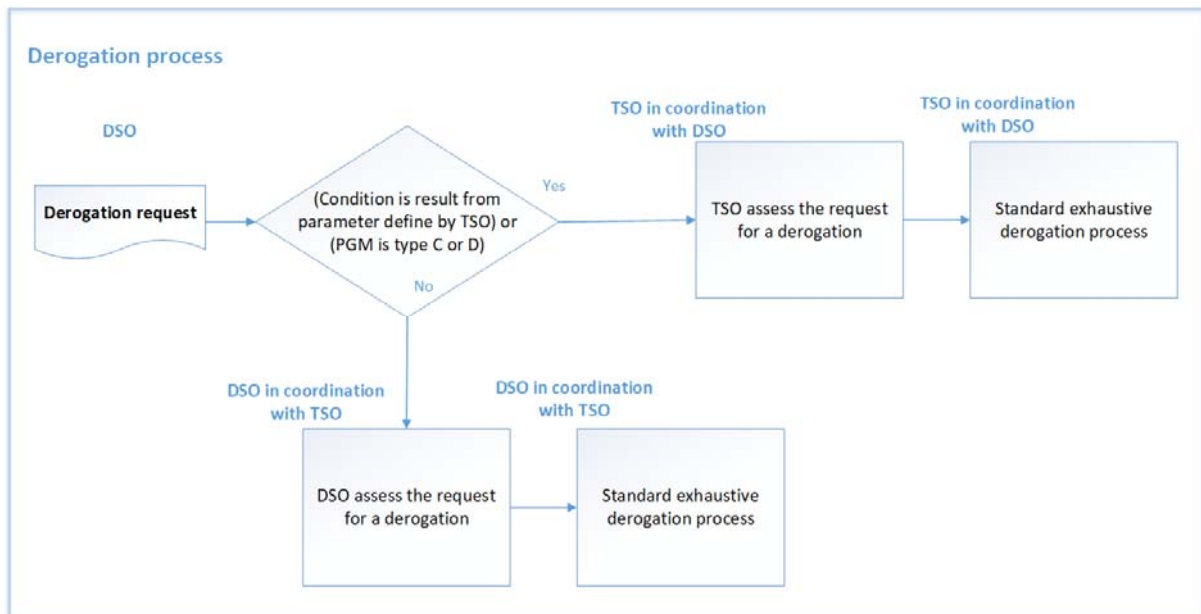 Derogation process
DSO
Derogation request
(Condition is result from
parameter define by TSO) or
(PGM is type C or D)
Yes
No
TSO in coordination
with DSO
TSO assess the request
for a derogation
TSO in coordination
with DSO
Standard exhaustive
derogation process
DSO in coordination
with TSO
DSO assess the request
for a derogation
DSO in coordination
with TSO
Standard exhaustive
derogation process